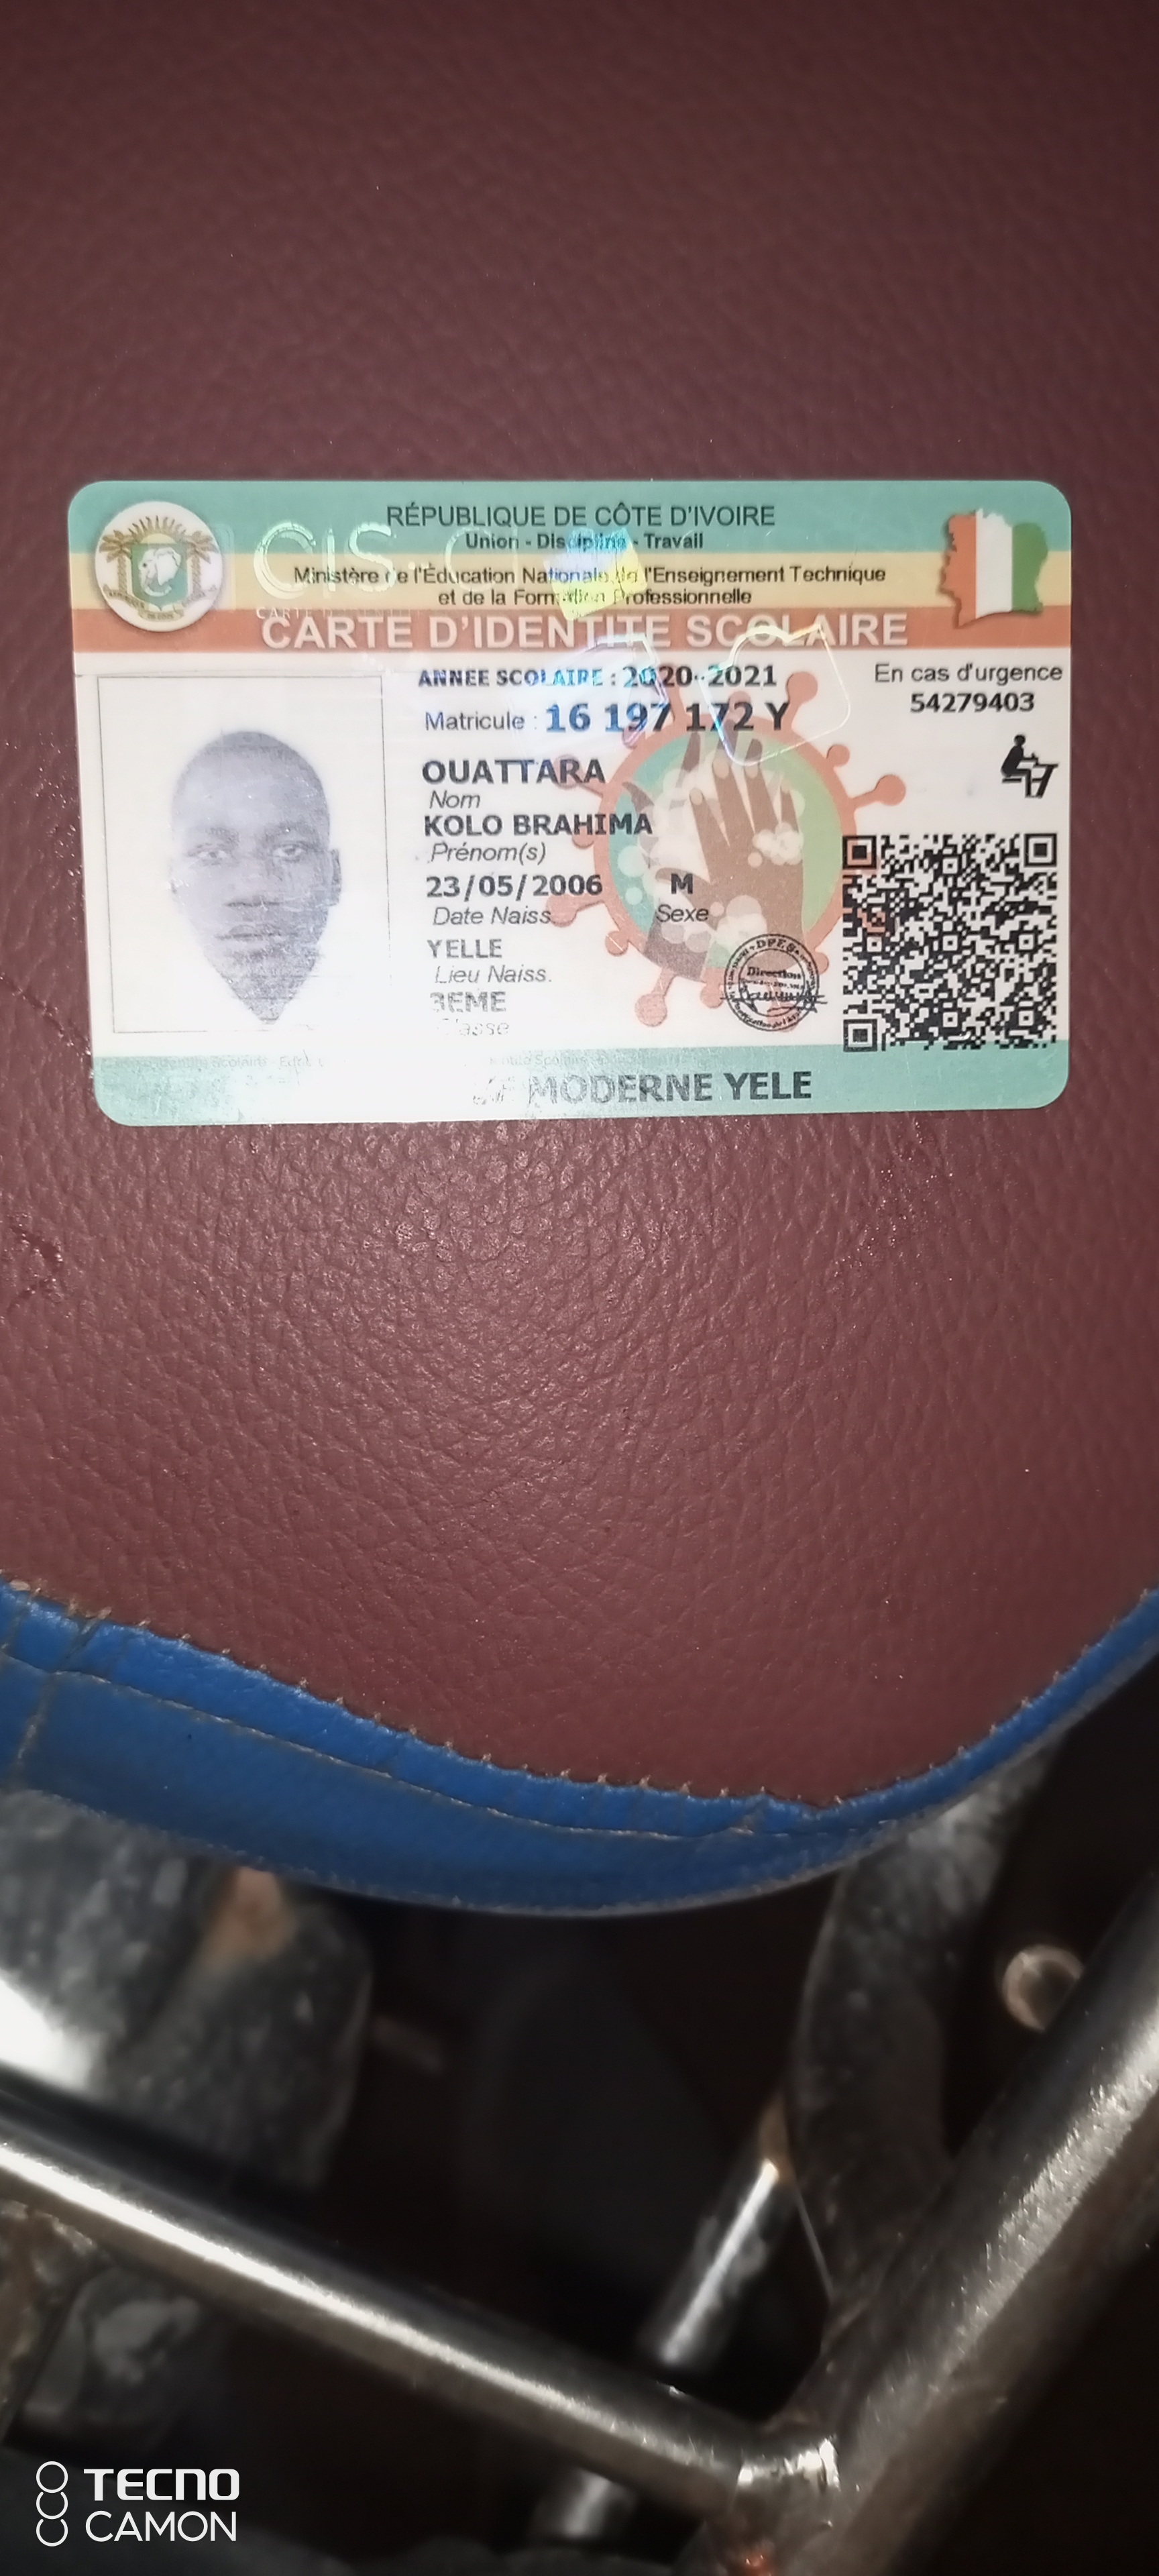 RÉPUBLIQUE DE CÔTE D'IVOIRE
Union - Discipline - Travail
Ministère de l'Éducation Nationale, de l'Enseignement Technique
et de la Formation Professionnelle
CIS
CARTE D'IDENTITE SCOLAIRE
ANNEE SCOLAIRE : 2020-2021
En cas d'urgence
54279403
Matricule : 16 197 172 Y
OUATTARA
Nom
KOLO BRAHIMA
Prénom(s)
23/05/2006 M
Date Naiss. Sexe
YELLE
Lieu Naiss.
3EME
Classe
Direction
MODERNE YELE
TECNO
CAMON